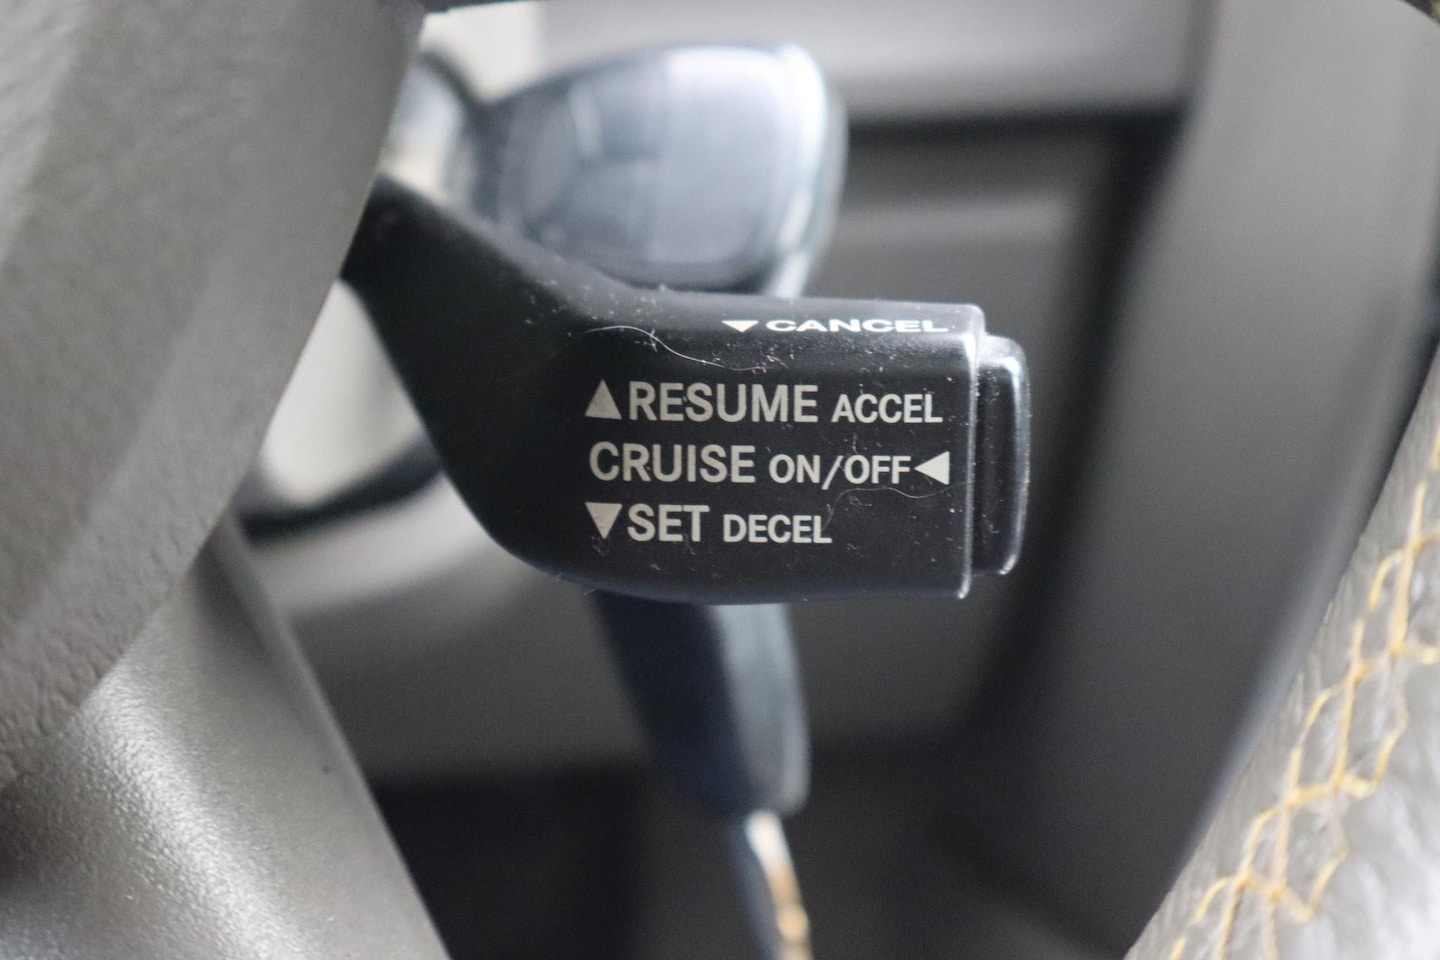 ▼CANCEL
▲RESUME ACCEL
CRUISE ON/OFF◀
▼SET DECEL